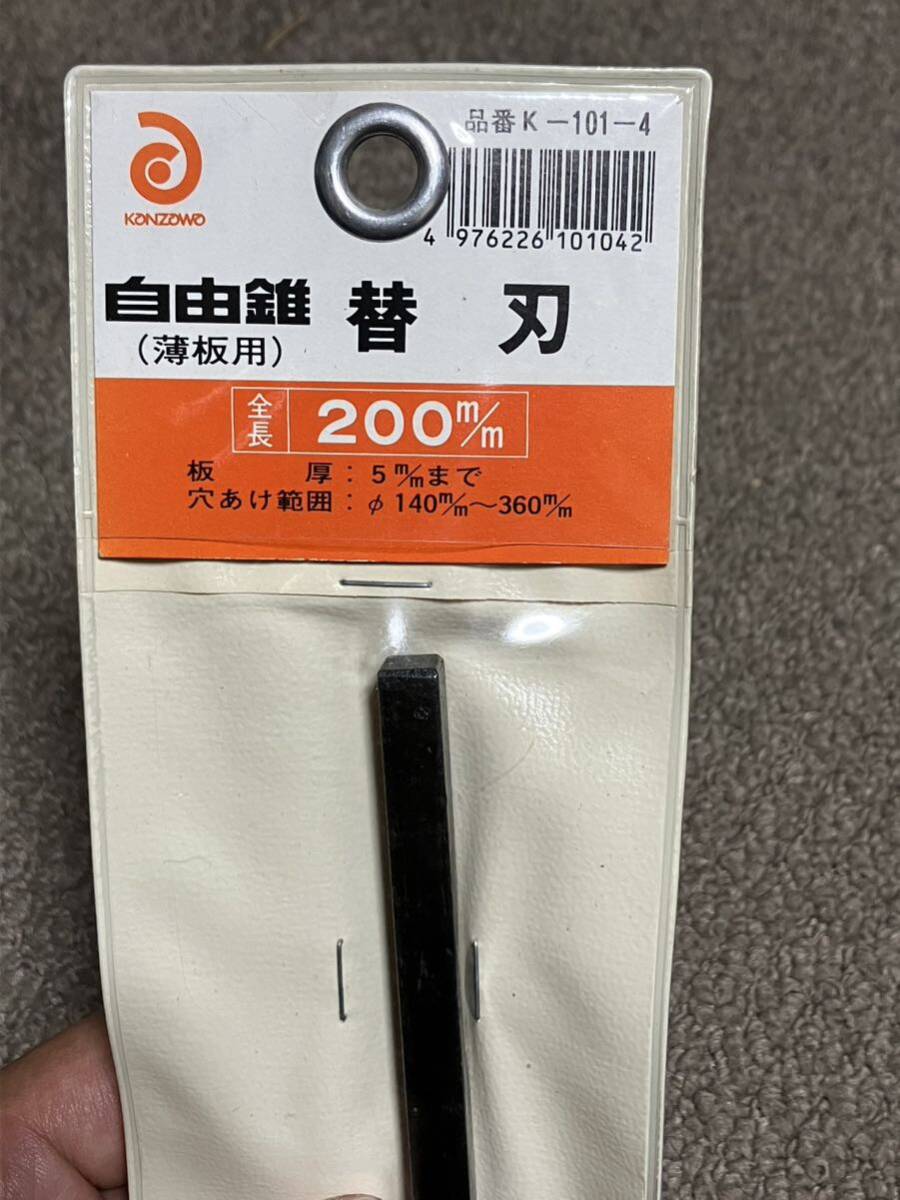 品番K-101-4
KANZAWA
4 976226 101042
自由錐 替刃
(薄板用)
全長 200m/m
板厚: 5m/mまで
穴あけ範囲: φ140m/m~360m/m